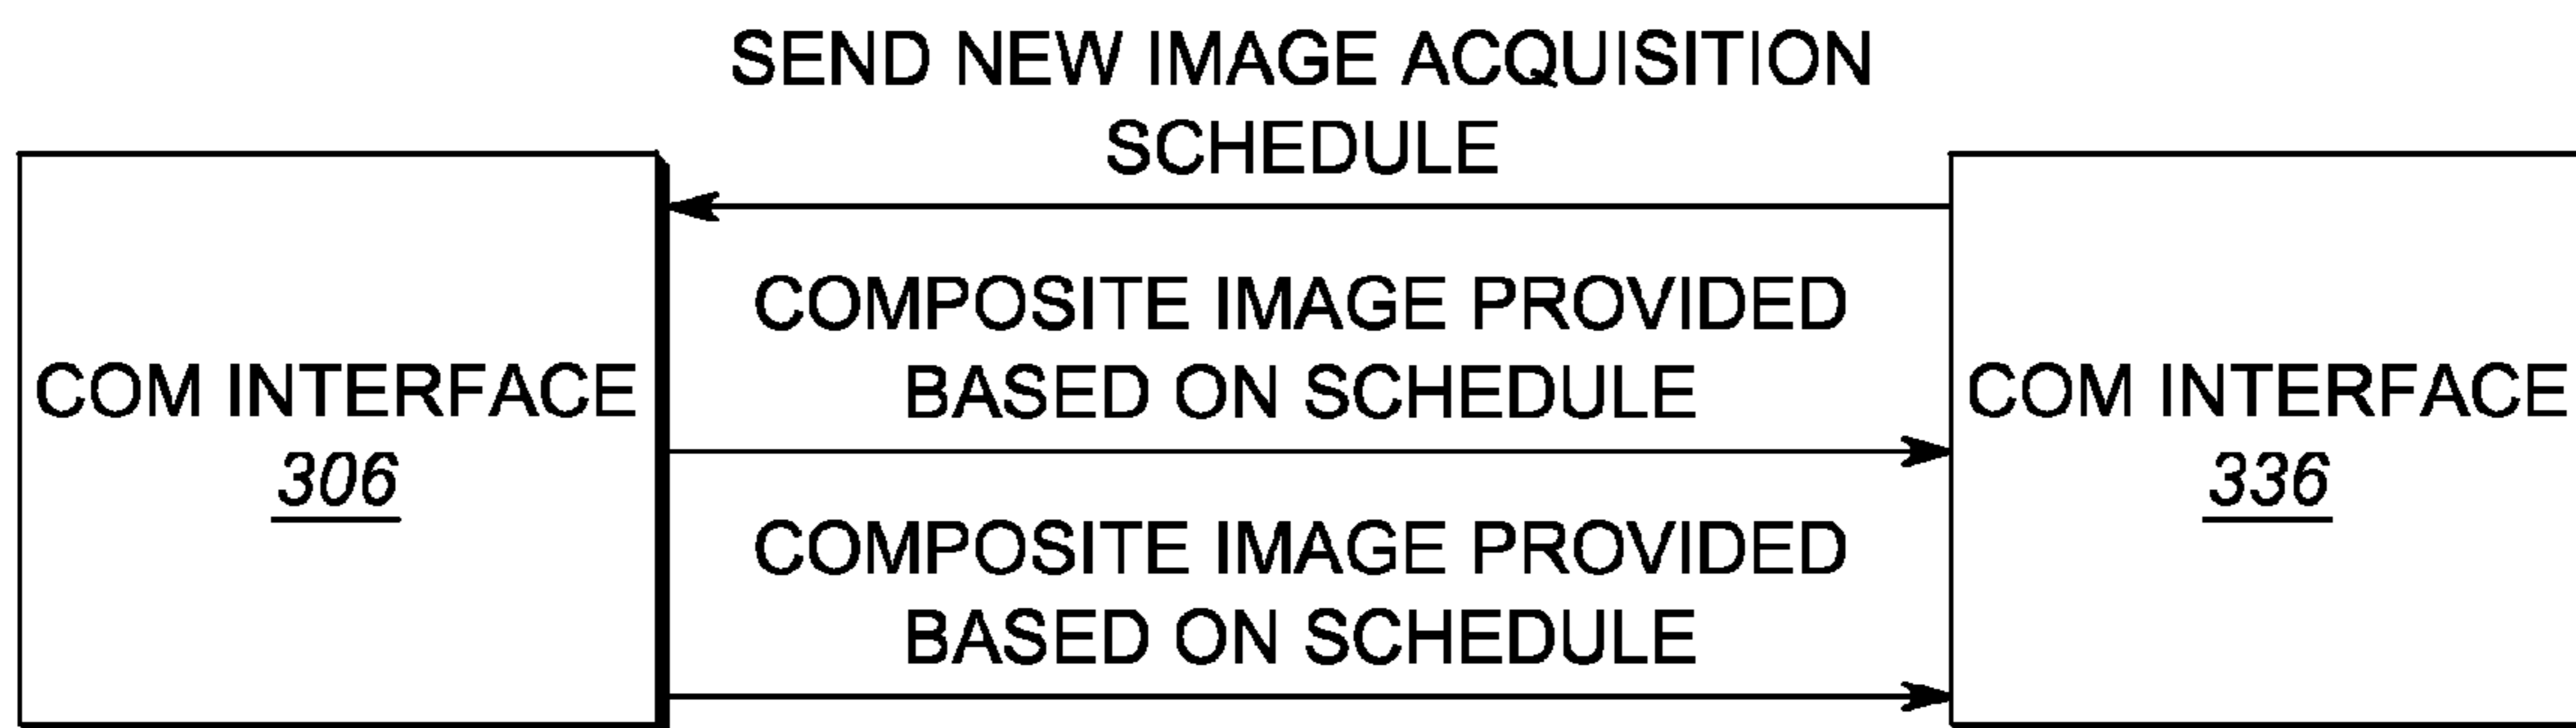 SEND NEW IMAGE ACQUISITION
SCHEDULE
COM INTERFACE
306
COMPOSITE IMAGE PROVIDED
BASED ON SCHEDULE
COMPOSITE IMAGE PROVIDED
BASED ON SCHEDULE
COM INTERFACE
336